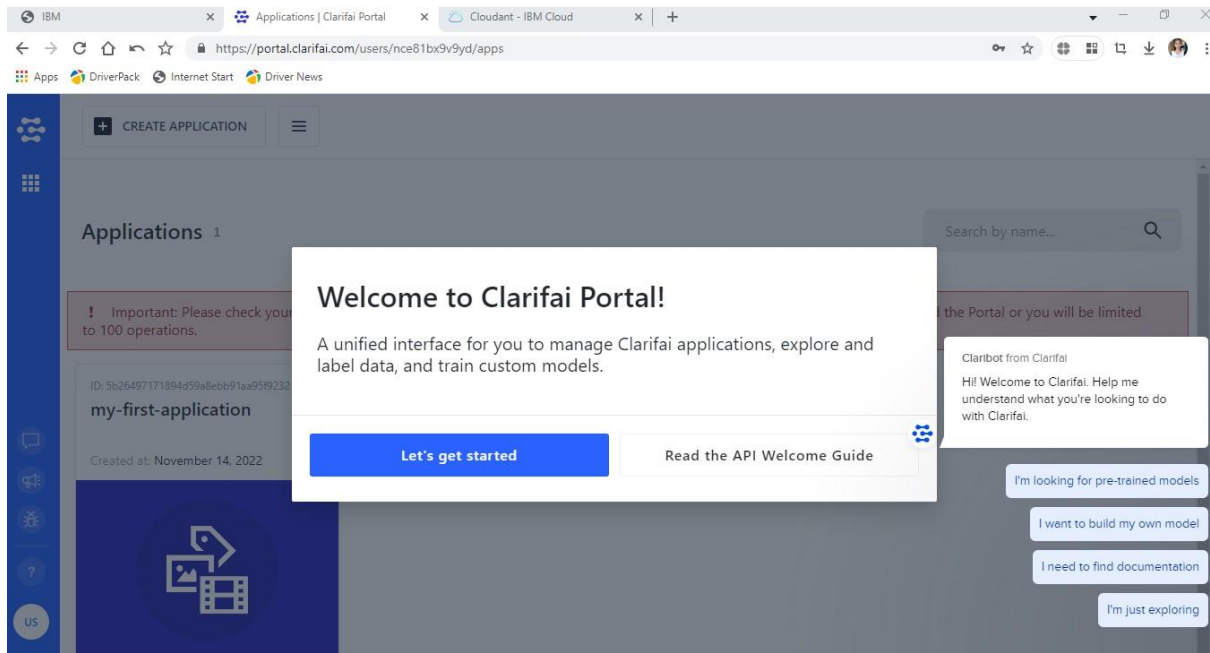 IBM
Applications | Clarifai Portal
Cloudant - IBM Cloud
https://portal.clarifai.com/users/nce81bx9v9yd/apps
Apps
DriverPack
Internet Start
Driver News
CREATE APPLICATION
Applications 1
Search by name...
Welcome to Clarifai Portal!
! Important: Please check your
the Portal or you will be limited
to 100 operations.
A unified interface for you to manage Clarifai applications, explore and
label data, and train custom models.
Claribot from Clarifai
Hi! Welcome to Clarifai. Help me
understand what you're looking to do
with Clarifai.
ID: 5b26497171894d59a8ebb91aa95f9232
my-first-application
Created at: November 14, 2022
Let's get started
Read the API Welcome Guide
I'm looking for pre-trained models
I want to build my own model
I need to find documentation
I'm just exploring
?
US